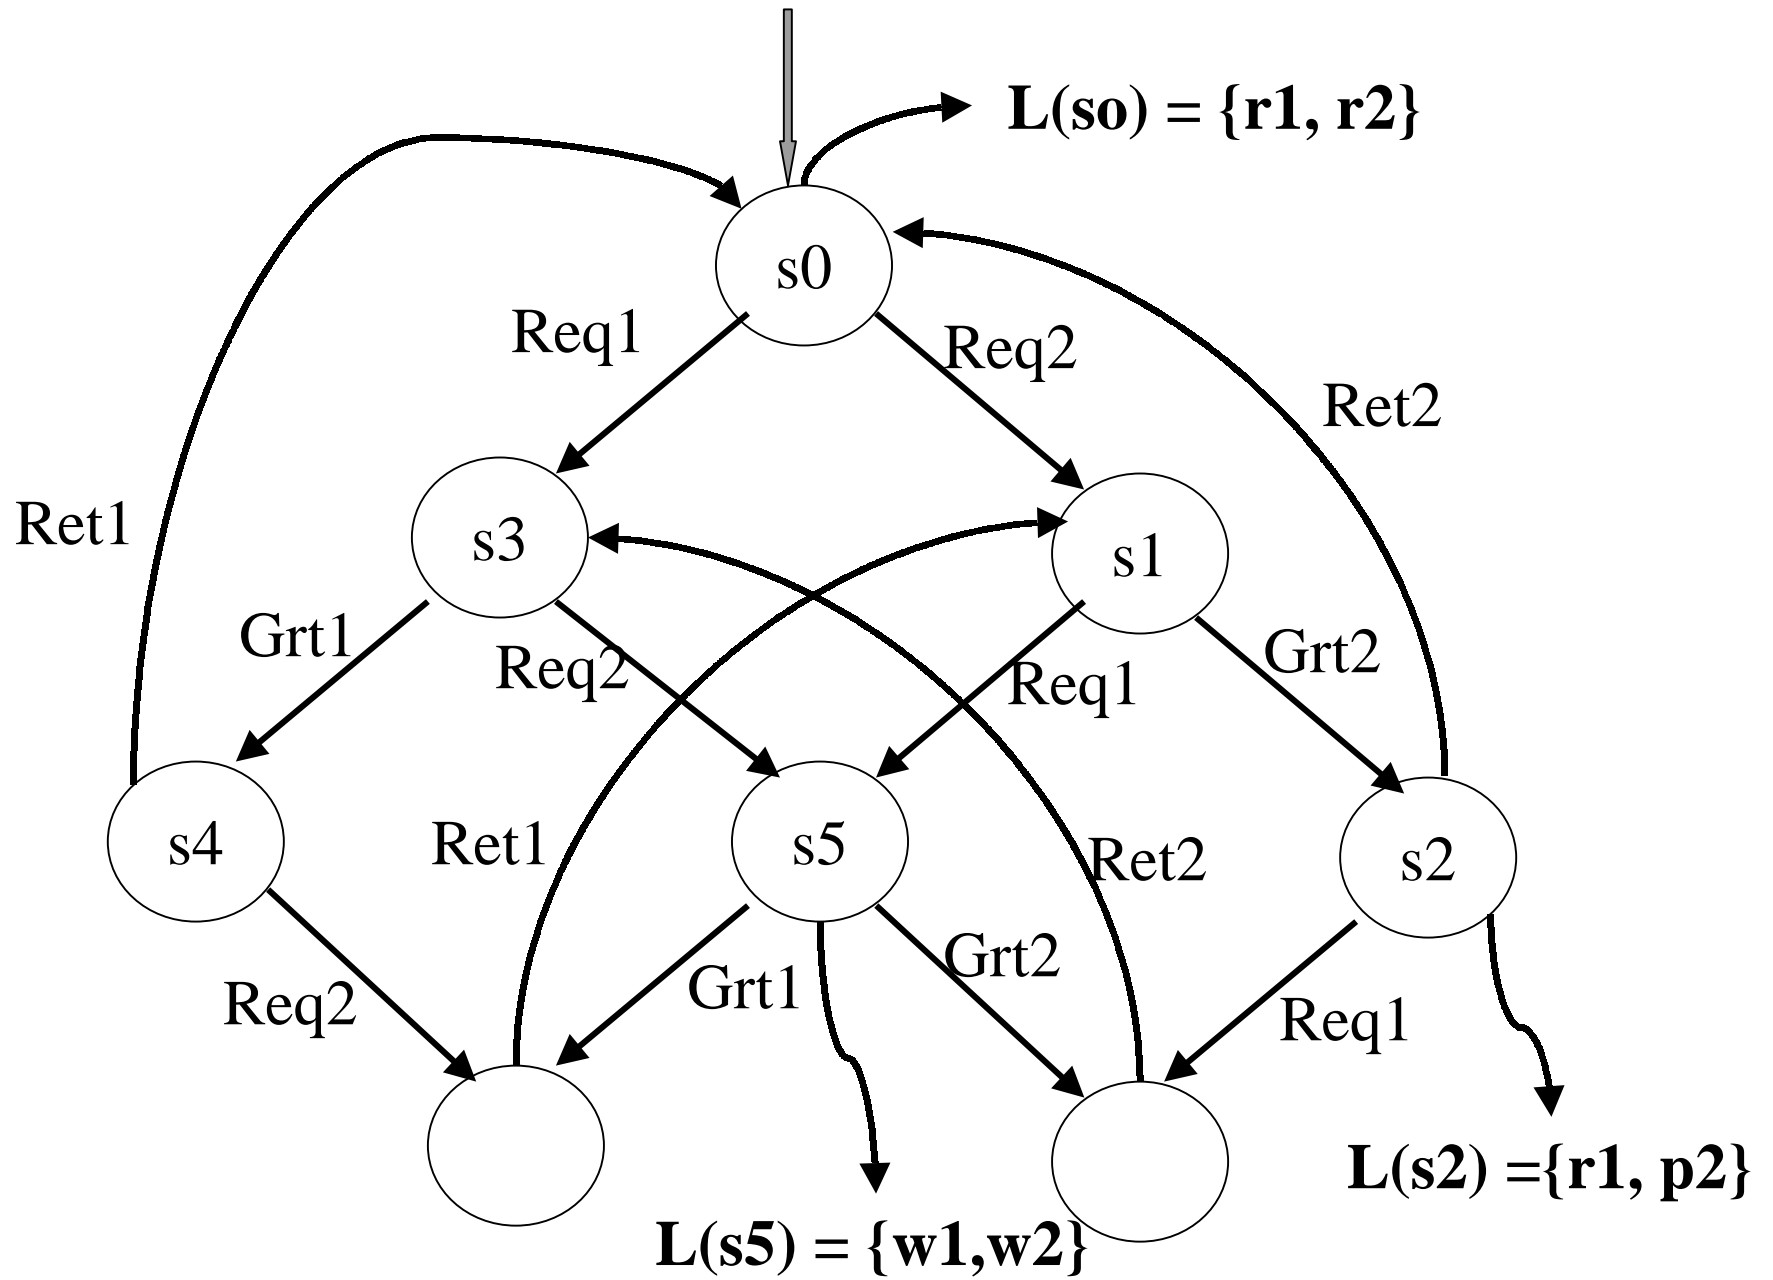 L(so) = {r1, r2}
s0
Req1
Req2
Ret2
Ret1
s3
s1
Grt1
Req2
Req1
Grt2
s4
Ret1
s5
Ret2
s2
Req2
Grt1
Grt2
Req1
L(s2) ={r1, p2}
L(s5) = {w1,w2}